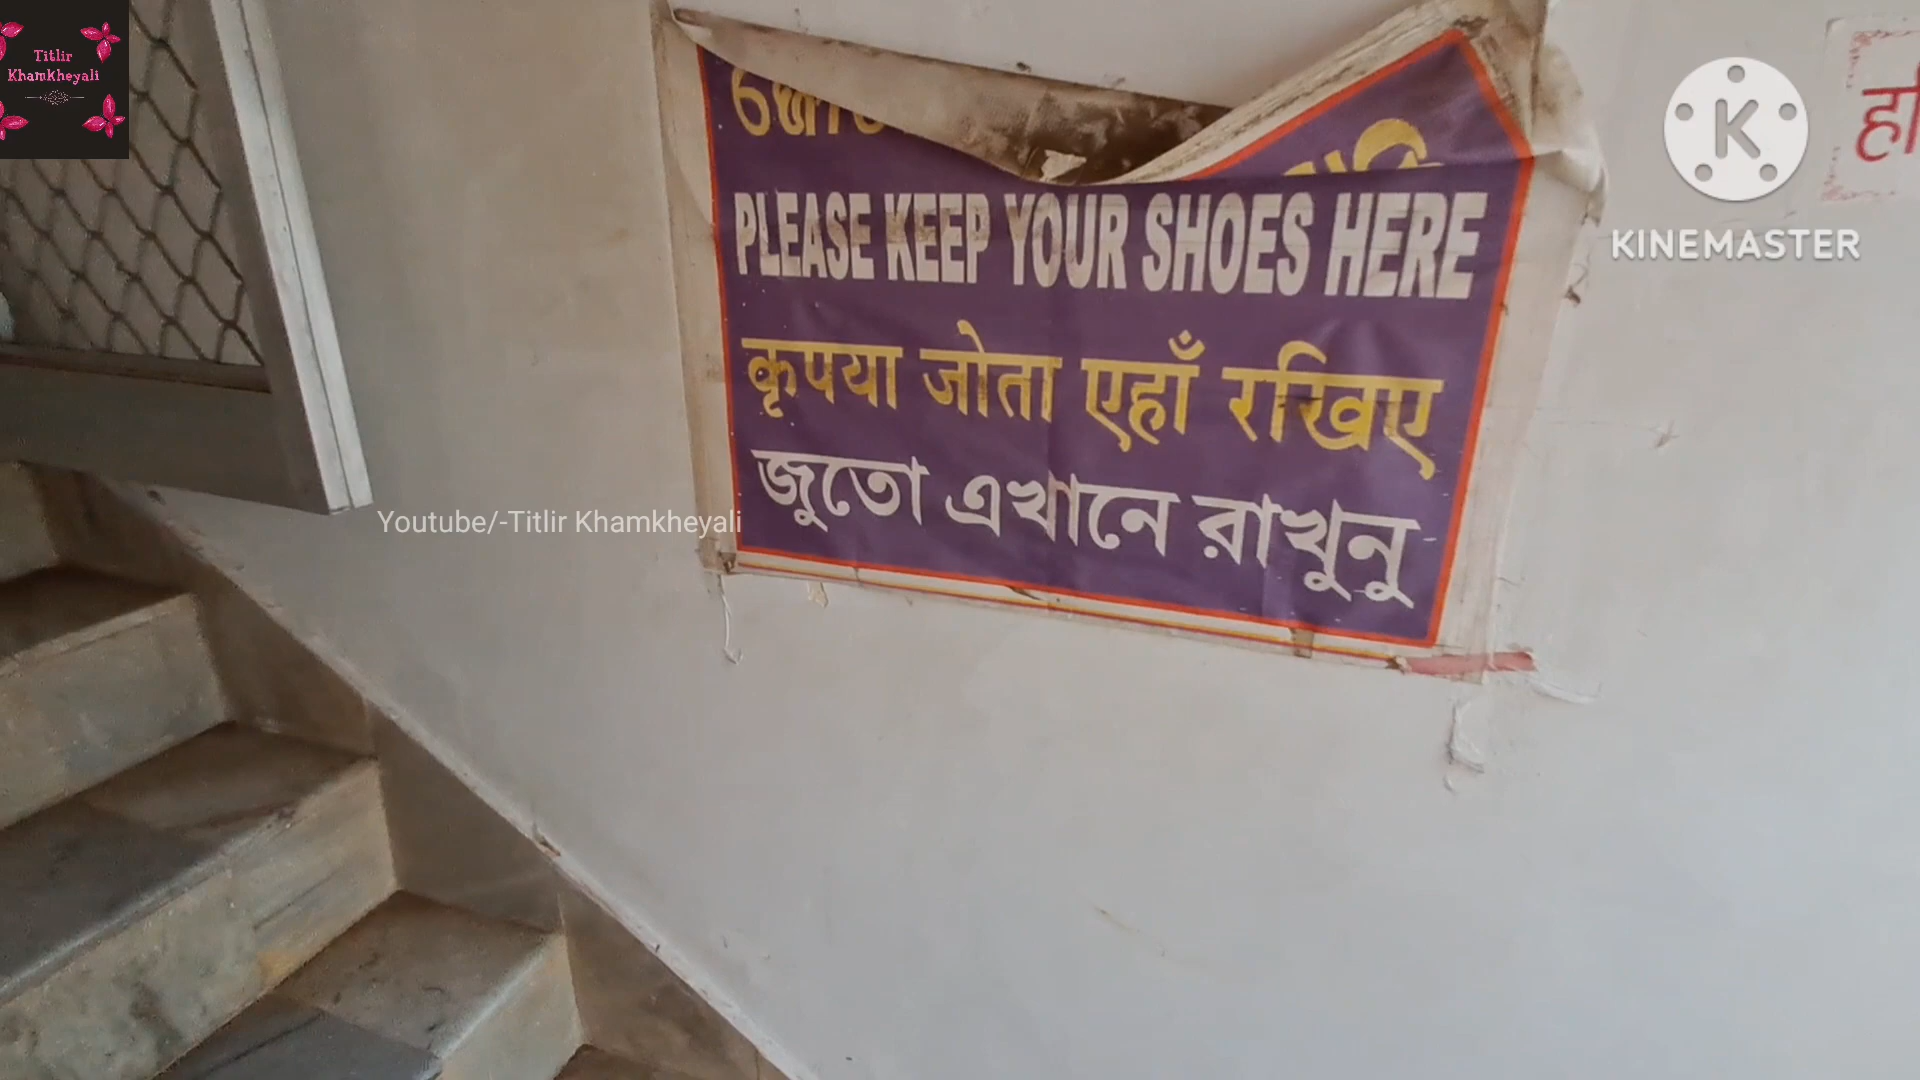 Titlir
Khamkheyali
KINEMASTER
PLEASE KEEP YOUR SHOES HERE
कृपया जोता एहाँ रखिए
জুতো এখানে রাখুনু
Youtube/-Titlir Khamkheyali